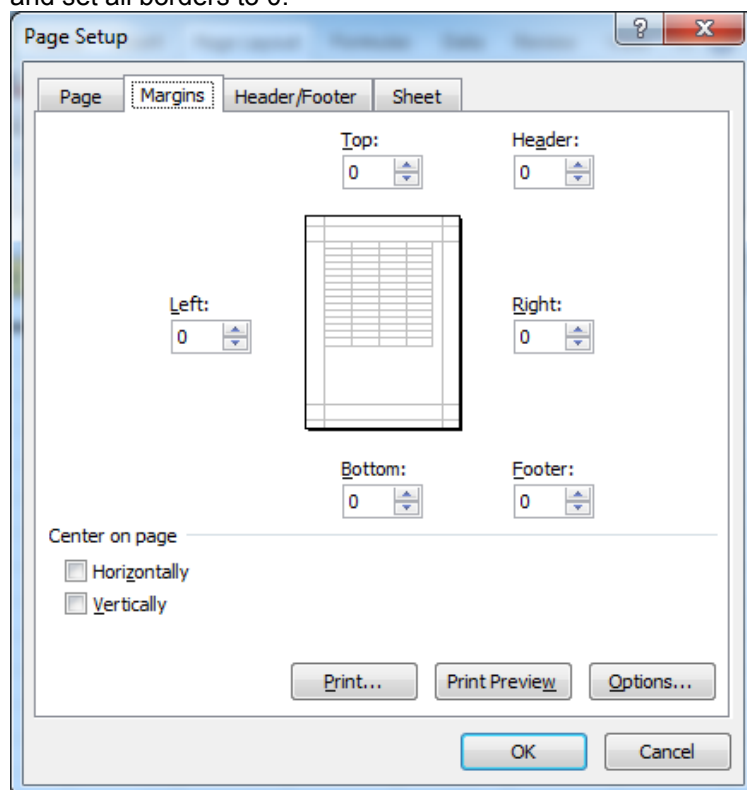 and set all borders to 0.
Page Setup
Page Margins Header/Footer Sheet
Top: Header:
0 0
Left: Right:
0 0
Bottom: Footer:
0 0
Center on page
Horizontally
Vertically
Print... Print Preview Options...
OK Cancel